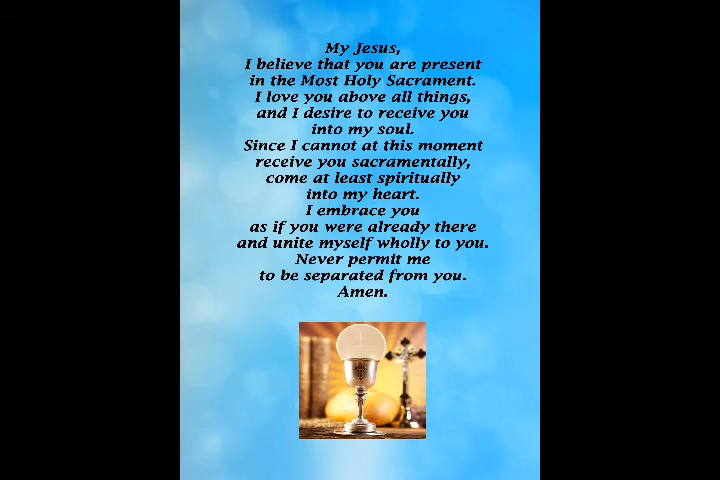 My Jesus,
I believe that you are present
in the Most Holy Sacrament.
I love you above all things,
and I desire to receive you
into my soul.
Since I cannot at this moment
receive you sacramentally,
come at least spiritually
into my heart.
I embrace you
as if you were already there
and unite myself wholly to you.
Never permit me
to be separated from you.
Amen.